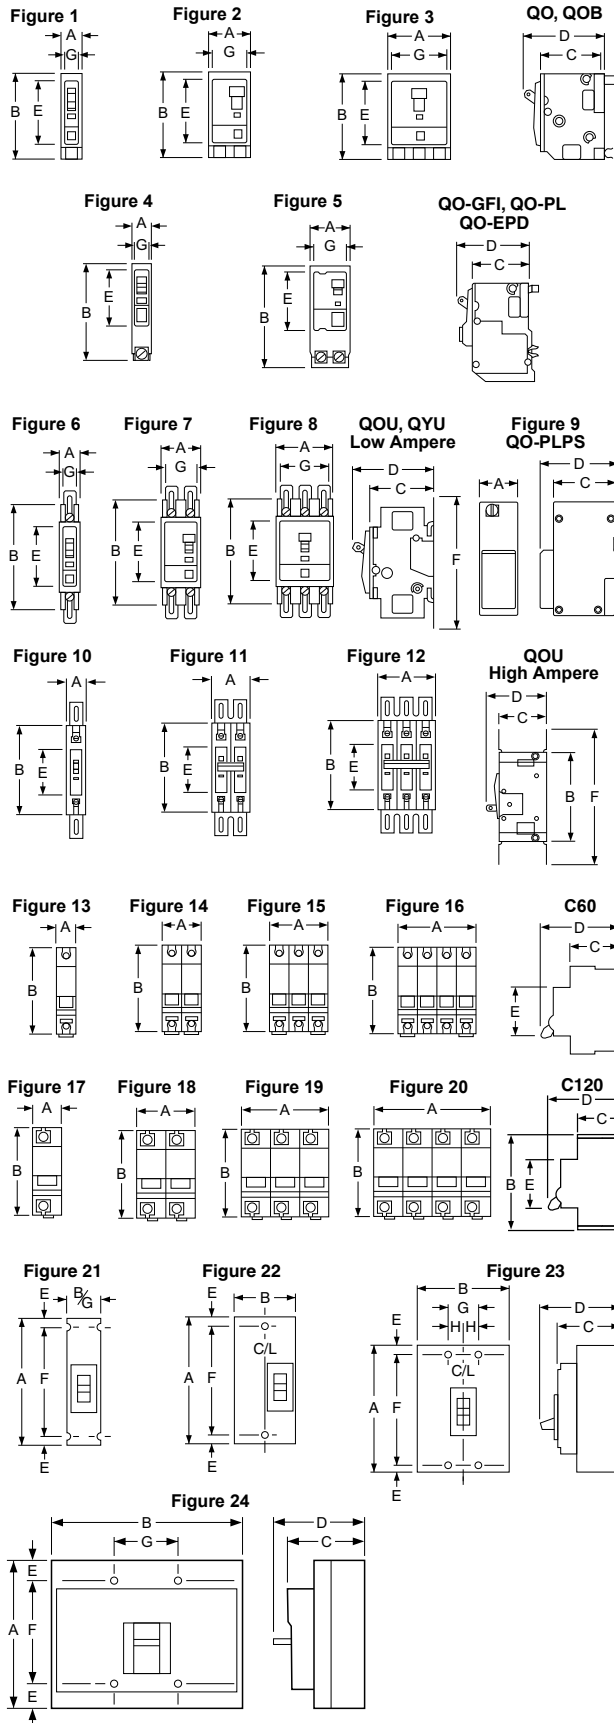 Figure 1
Figure 2
Figure 3
QO, QOB
A
G
B
E
A
G
B
E
A
G
B
E
D
C
Figure 4
Figure 5
QO-GFI, QO-PL
QO-EPD
A
G
B
E
A
G
B
E
D
C
Figure 6
Figure 7
Figure 8
QOU, QYU
Low Ampere
Figure 9
QO-PLPS
A
G
B
E
A
G
B
E
A
G
B
E
D
C
F
A
D
C
Figure 10
Figure 11
Figure 12
QOU
High Ampere
A
B
E
A
B
E
A
B
E
D
C
B
F
Figure 13
Figure 14
Figure 15
Figure 16
C60
A
B
A
B
A
B
A
B
D
C
E
Figure 17
Figure 18
Figure 19
Figure 20
C120
A
B
A
B
A
B
A
B
D
C
B
E
Figure 21
Figure 22
Figure 23
E
B/G
A
F
E
E
B
C/L
A
F
E
B
G
H H
E
C/L
A
F
E
D
C
Figure 24
B
G
E
A
F
E
D
C